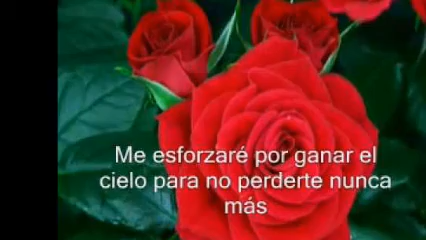 Me esforzaré por ganar el
cielo para no perderte nunca
más